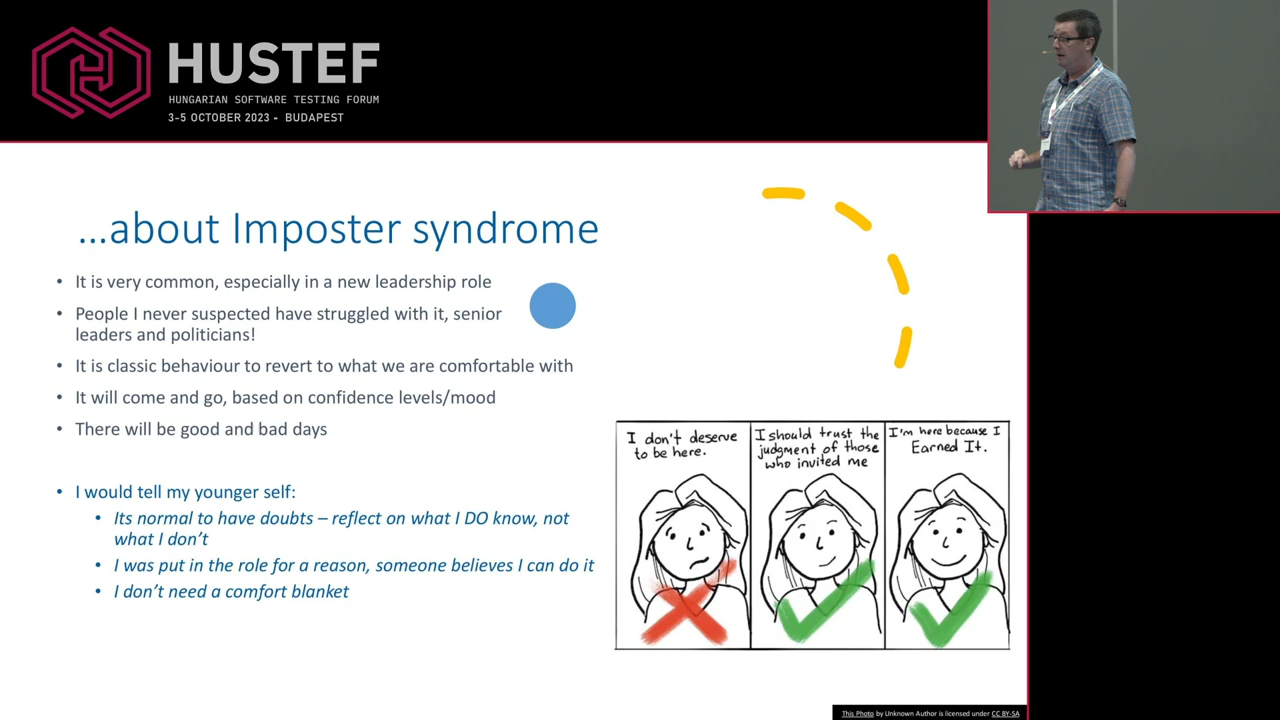 HUSTEF
HUNGARIAN SOFTWARE TESTING FORUM
3-5 OCTOBER 2023 - BUDAPEST
...about Imposter syndrome
• It is very common, especially in a new leadership role
• People I never suspected have struggled with it, senior
leaders and politicians!
• It is classic behaviour to revert to what we are comfortable with
• It will come and go, based on confidence levels/mood
• There will be good and bad days
• I would tell my younger self:
• Its normal to have doubts – reflect on what I DO know, not
what I don't
• I was put in the role for a reason, someone believes I can do it
• I don't need a comfort blanket
I don't deserve
to be here.
I should trust the
judgment of those
who invited me
I'm here because I
Earned It.
This Photo by Unknown Author is licensed under CC BY-SA